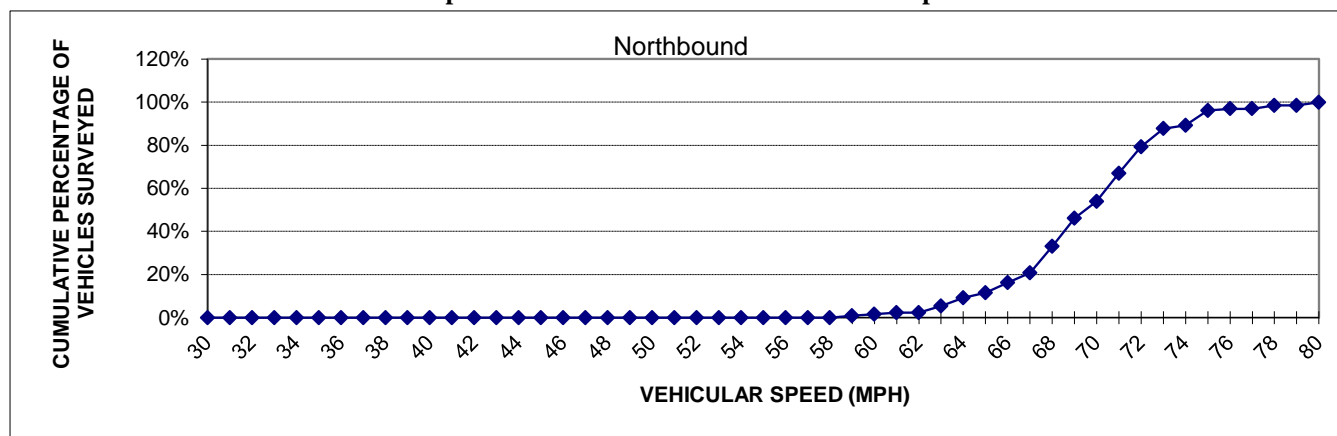 Northbound
CUMULATIVE PERCENTAGE OF
VEHICLES SURVEYED
120%
100%
80%
60%
40%
20%
0%
30 32 34 36 38 40 42 44 46 48 50 52 54 56 58 60 62 64 66 68 70 72 74 76 78 80
VEHICULAR SPEED (MPH)